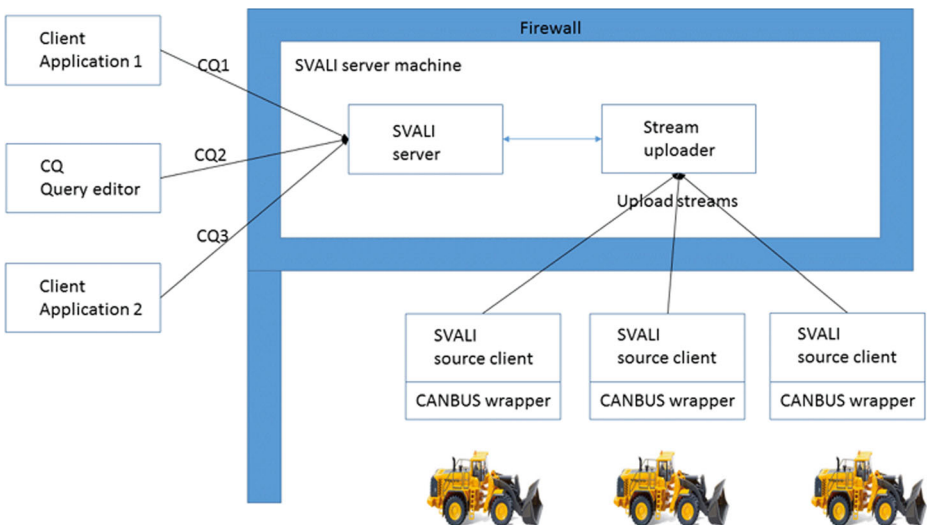 Firewall
Client
Application 1
CQ1
SVALI server machine
SVALI
server
Stream
uploader
CQ
Query editor
CQ2
Upload streams
CQ3
Client
Application 2
SVALI
source client
CANBUS wrapper
SVALI
source client
CANBUS wrapper
SVALI
source client
CANBUS wrapper